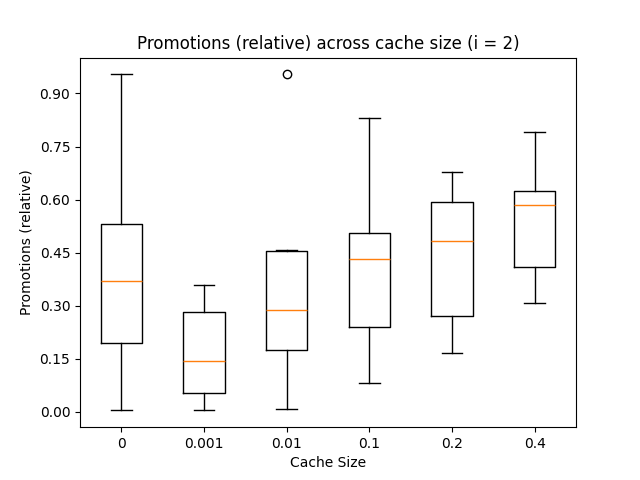 Promotions (relative) across cache size (i = 2)
Promotions (relative)
0.90
0.75
0.60
0.45
0.30
0.15
0.00
0 0.001 0.01 0.1 0.2 0.4
Cache Size